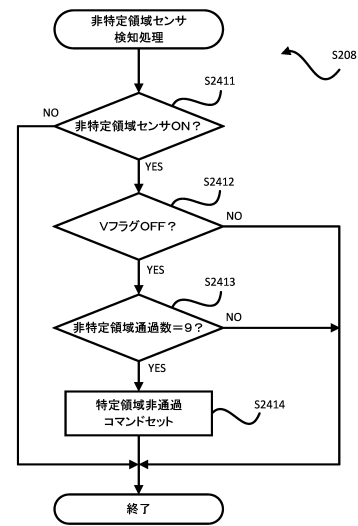 非特定領域センサ
検知処理
S208
S2411
NO
非特定領域センサON？
YES
S2412
VフラグOFF？
NO
YES
S2413
非特定領域通過数＝9？
NO
YES
特定領域非通過
コマンドセット
S2414
終了